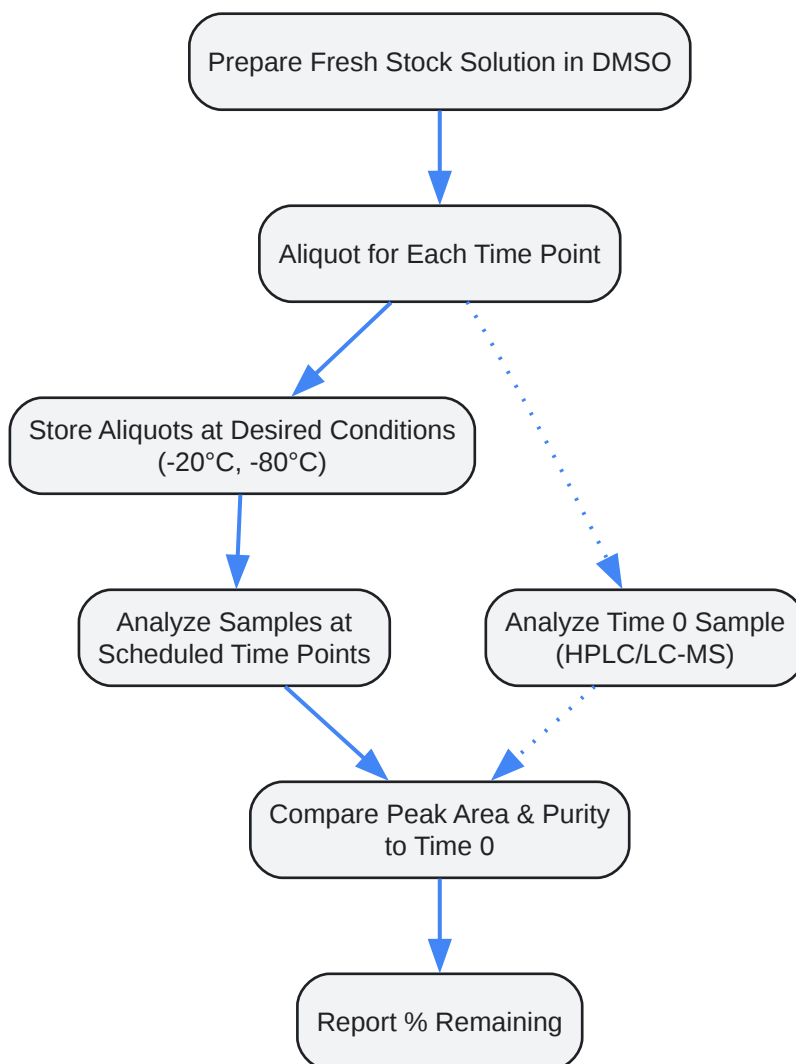 Prepare Fresh Stock Solution in DMSO
Aliquot for Each Time Point
Store Aliquots at Desired Conditions
(-20°C, -80°C)
Analyze Samples at
Scheduled Time Points
Analyze Time 0 Sample
(HPLC/LC-MS)
Compare Peak Area & Purity
to Time 0
Report % Remaining